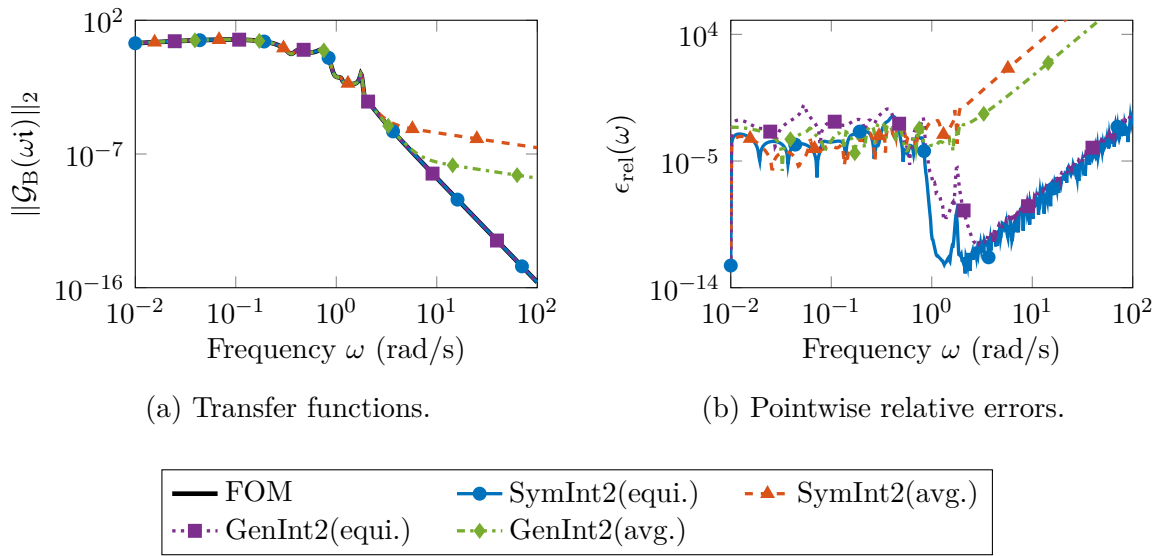 10^2
10^{-7}
10^{-16}
10^{-2} 10^{-1} 10^0 10^1 10^2
Frequency ω (rad/s)
‖𝒢_B(ω𝐢)‖_2
(a) Transfer functions.
10^4
10^{-5}
10^{-14}
10^{-2} 10^{-1} 10^0 10^1 10^2
Frequency ω (rad/s)
ϵ_rel(ω)
(b) Pointwise relative errors.
FOM SymInt2(equi.) SymInt2(avg.)
GenInt2(equi.) GenInt2(avg.)